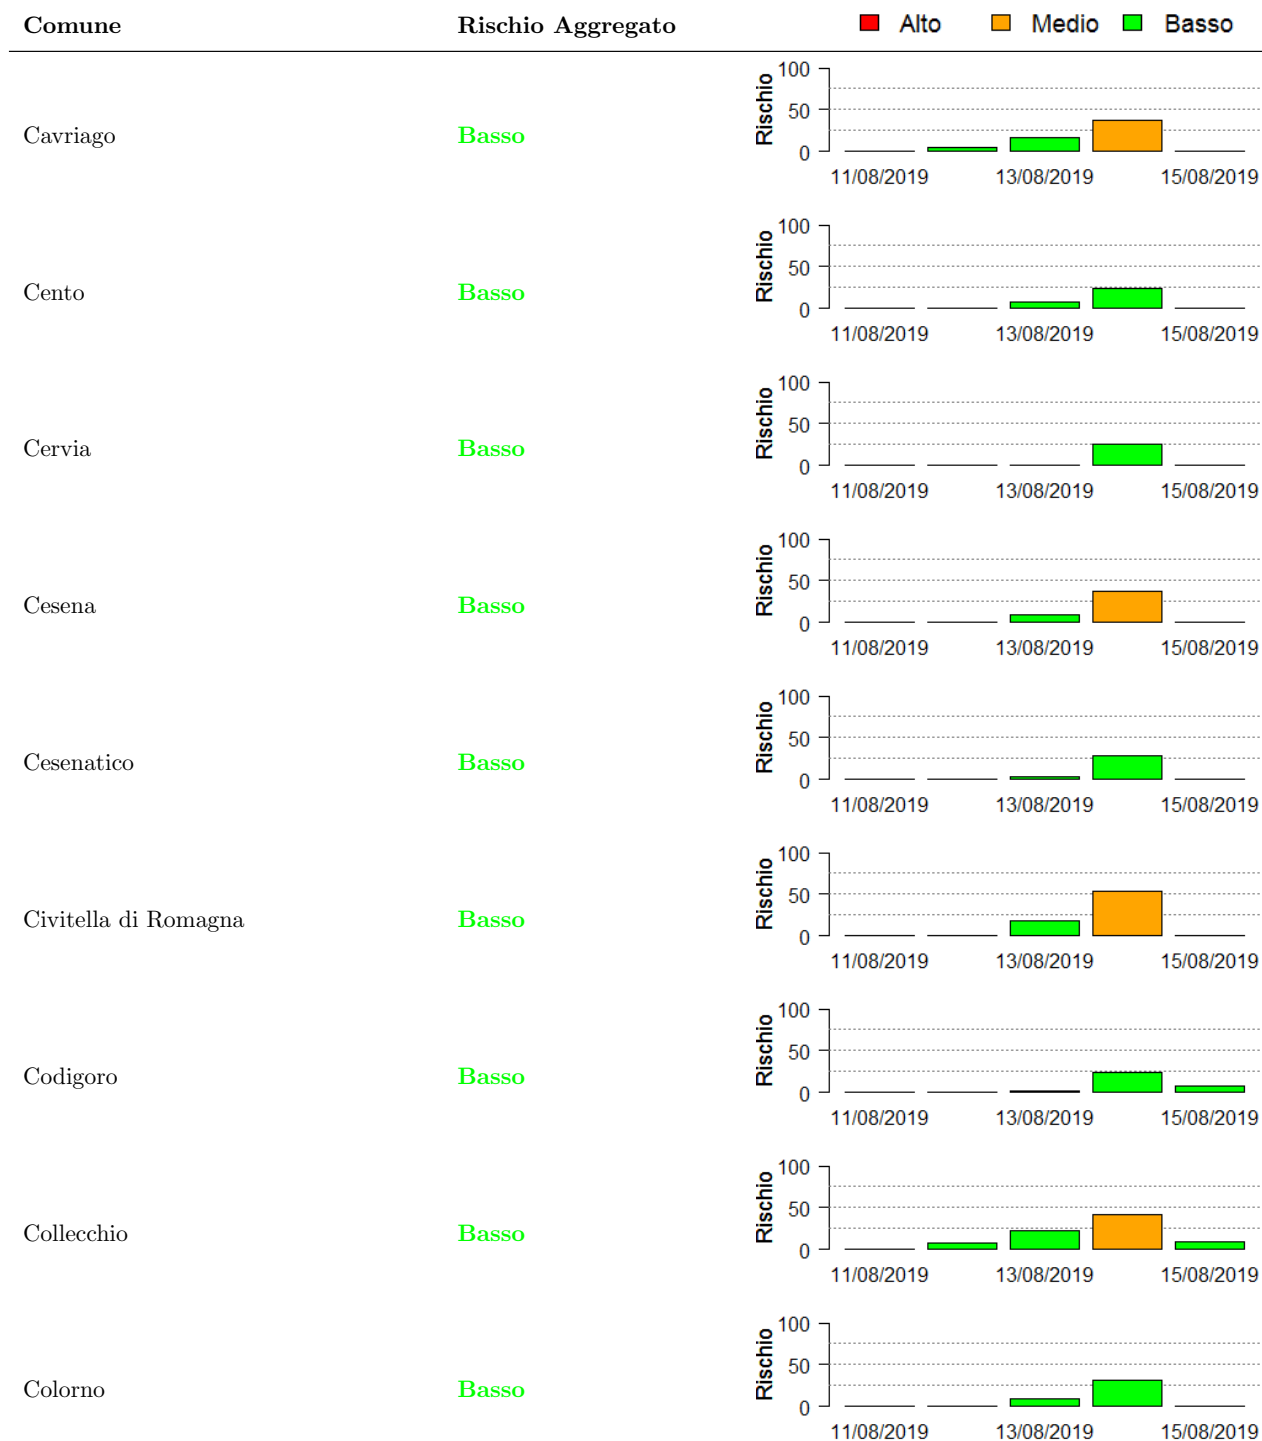 Comune Rischio Aggregato Alto Medio Basso
Cavriago Basso Rischio 100 50 0
11/08/2019 13/08/2019 15/08/2019
Cento Basso Rischio 100 50 0
11/08/2019 13/08/2019 15/08/2019
Cervia Basso Rischio 100 50 0
11/08/2019 13/08/2019 15/08/2019
Cesena Basso Rischio 100 50 0
11/08/2019 13/08/2019 15/08/2019
Cesenatico Basso Rischio 100 50 0
11/08/2019 13/08/2019 15/08/2019
Civitella di Romagna Basso Rischio 100 50 0
11/08/2019 13/08/2019 15/08/2019
Codigoro Basso Rischio 100 50 0
11/08/2019 13/08/2019 15/08/2019
Collecchio Basso Rischio 100 50 0
11/08/2019 13/08/2019 15/08/2019
Colorno Basso Rischio 100 50 0
11/08/2019 13/08/2019 15/08/2019